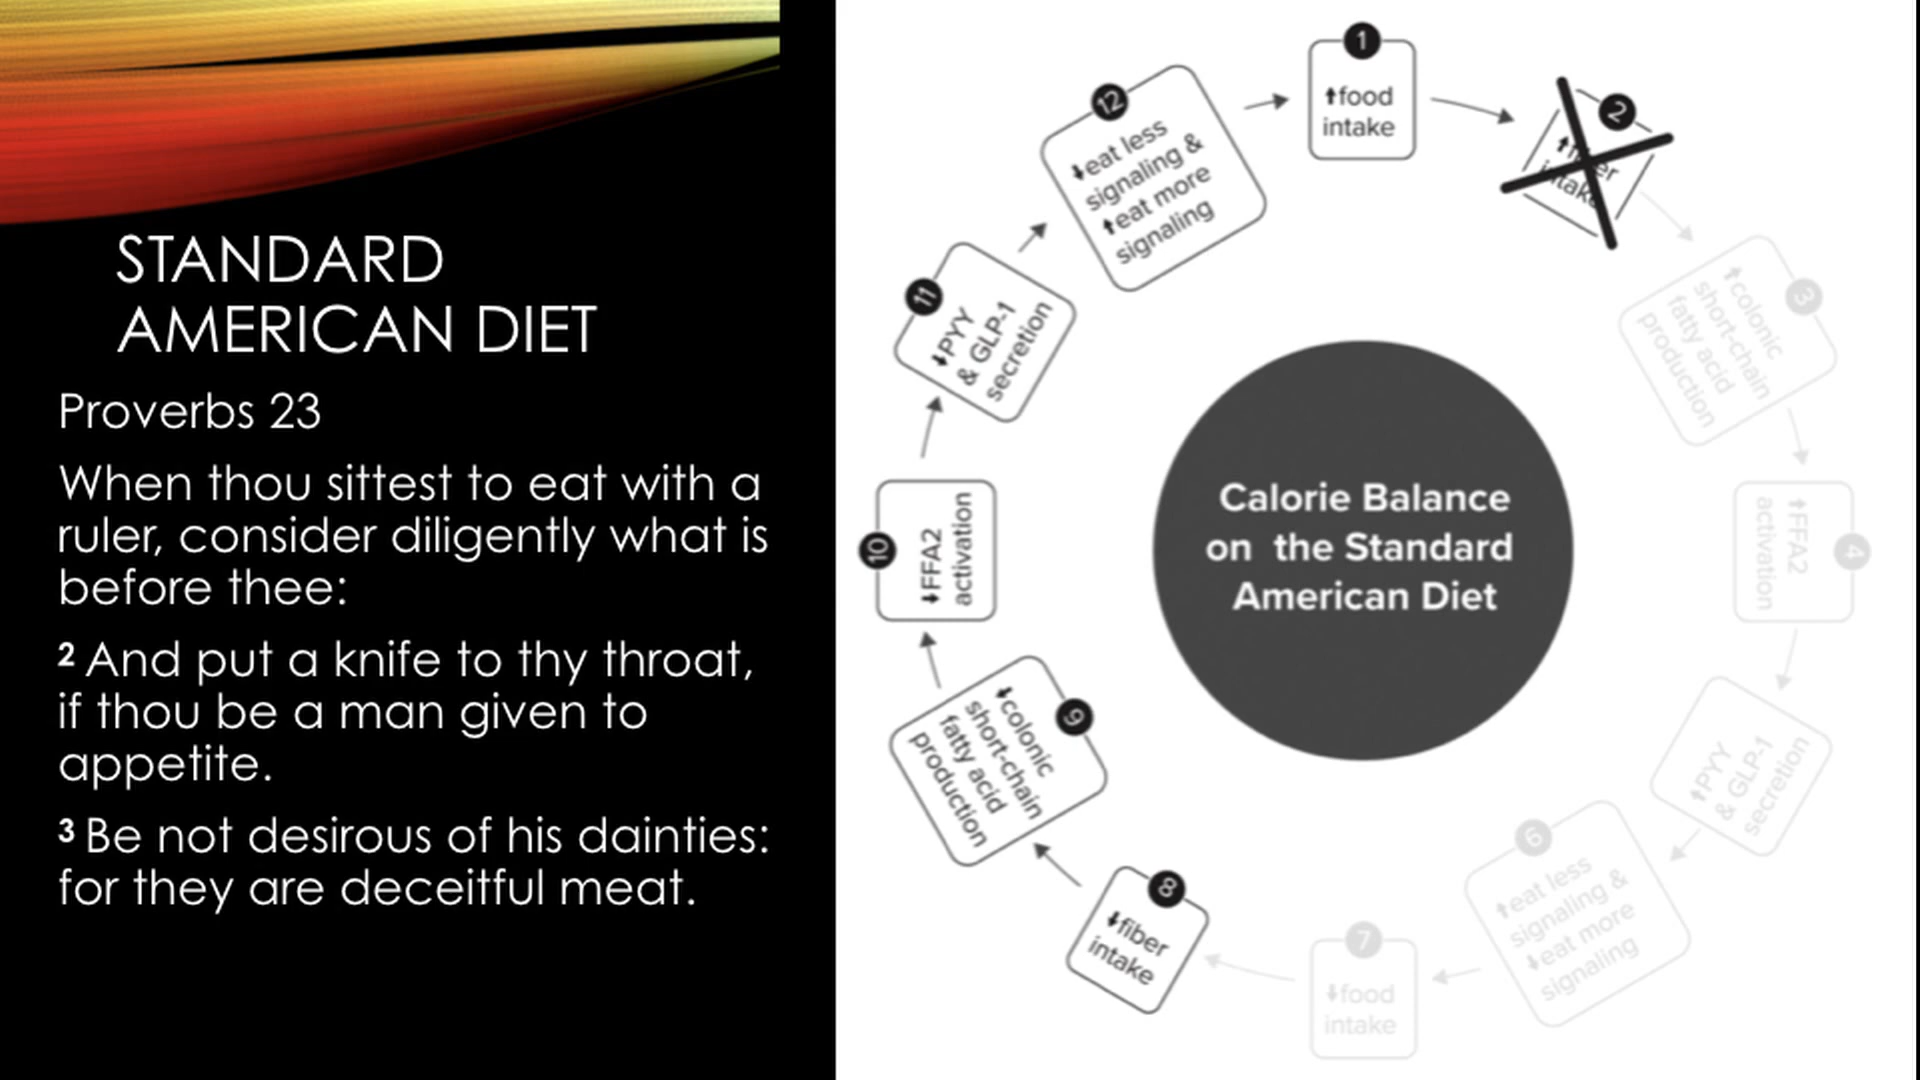 STANDARD
AMERICAN DIET
Proverbs 23
When thou sittest to eat with a
ruler, consider diligently what is
before thee:
2 And put a knife to thy throat,
if thou be a man given to
appetite.
3 Be not desirous of his dainties:
for they are deceitful meat.
Calorie Balance
on the Standard
American Diet
1
↑food
intake
2
↑fiber
intake
3
↑colonic
short-chain
fatty acid
production
4
↑FFA2
activation
↑PYY
& GLP-1
secretion
6
↑eat less
signaling &
↓eat more
signaling
7
↓food
intake
8
↓fiber
intake
9
↓colonic
short-chain
fatty acid
production
10
↓FFA2
activation
11
↓PYY
& GLP-1
secretion
12
↓eat less
signaling &
↑eat more
signaling